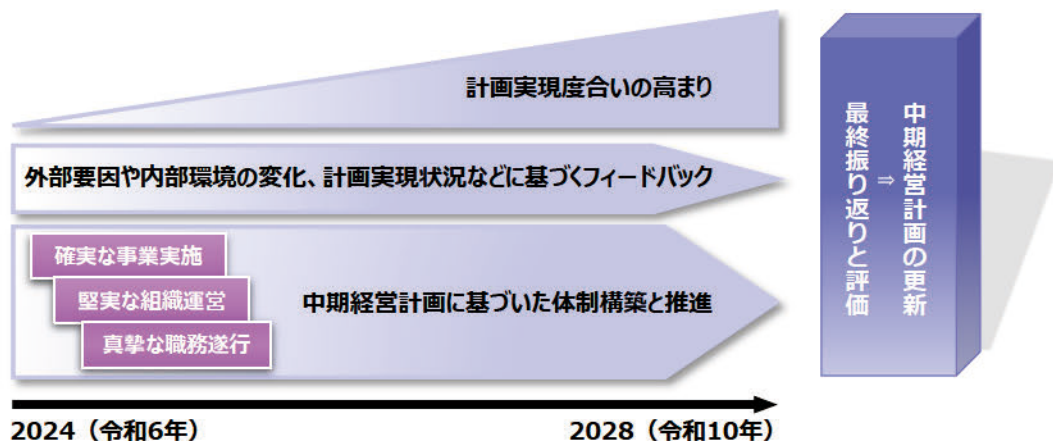 計画実現度合いの高まり
外部要因や内部環境の変化、計画実現状況などに基づくフィードバック
確実な事業実施
堅実な組織運営
真摯な職務遂行
中期経営計画に基づいた体制構築と推進
最終振り返りと評価
⇒
中期経営計画の更新
2024（令和6年）
2028（令和10年）